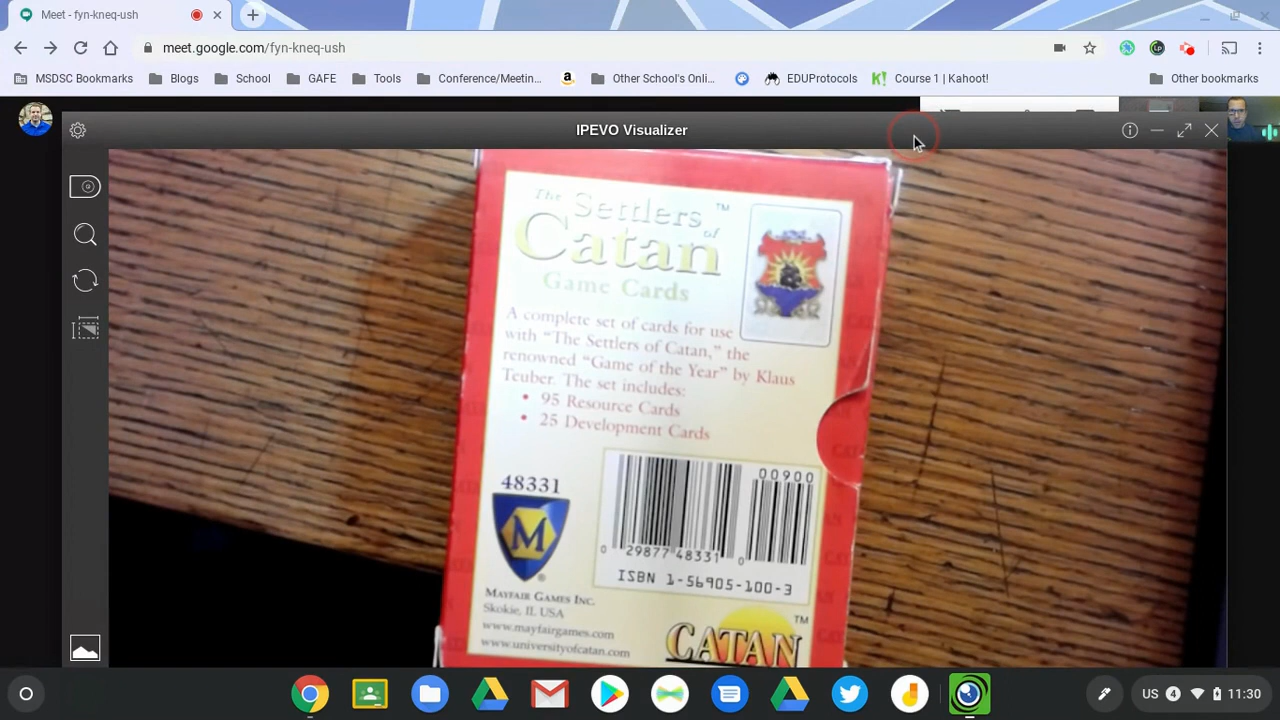 Meet - fyn-kneq-ush
meet.google.com/fyn-kneq-ush
MSDSC Bookmarks Blogs School GAFE Tools Conference/Meetin... Other School's Onli... EDUProtocols Course 1 | Kahoot! Other bookmarks
IPEVO Visualizer
The Settlers of ™
Catan
Game Cards
A complete set of cards for use
with "The Settlers of Catan," the
renowned "Game of the Year" by Klaus
Teuber. The set includes:
• 95 Resource Cards
• 25 Development Cards
48331
M
®
00900
0 29877 48331 0
ISBN 1-56905-100-3
MAYFAIR GAMES INC.
Skokie, IL USA
www.mayfairgames.com
www.universityofcatan.com
CATAN ™
US 4 11:30